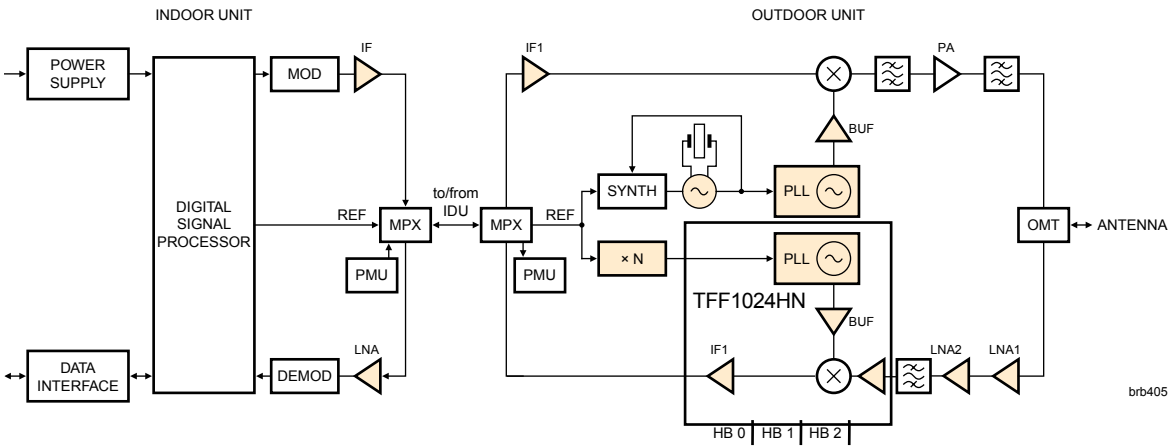 INDOOR UNIT
OUTDOOR UNIT
POWER
SUPPLY
MOD
IF
IF1
PA
BUF
SYNTH
PLL
DIGITAL
SIGNAL
PROCESSOR
REF
MPX
to/from
IDU
MPX
REF
OMT
ANTENNA
PMU
PMU
× N
PLL
TFF1024HN
BUF
DATA
INTERFACE
DEMOD
LNA
IF1
LNA2
LNA1
brb405
HB 0
HB 1
HB 2